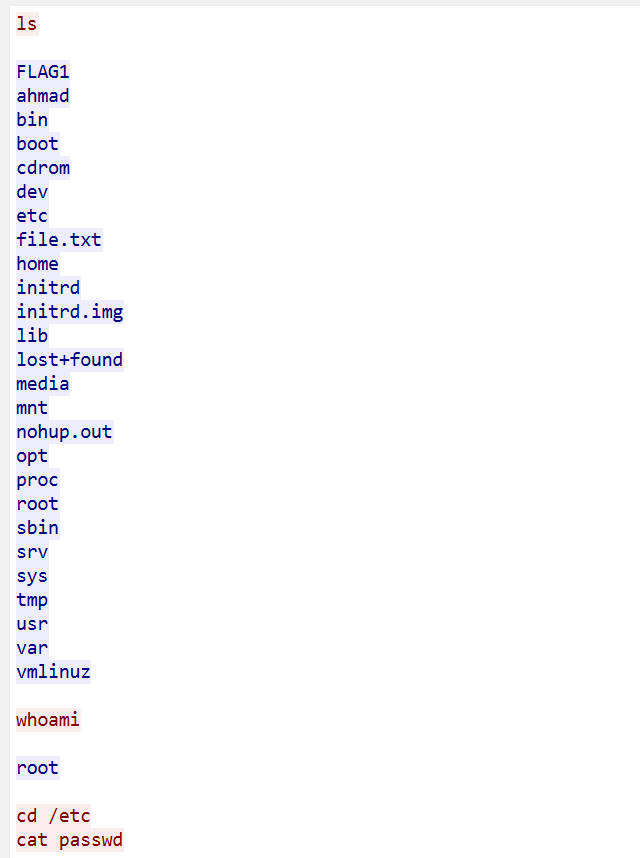 ls
FLAG1
ahmad
bin
boot
cdrom
dev
etc
file.txt
home
initrd
initrd.img
lib
lost+found
media
mnt
nohup.out
opt
proc
root
sbin
srv
sys
tmp
usr
var
vmlinuz
whoami
root
cd /etc
cat passwd